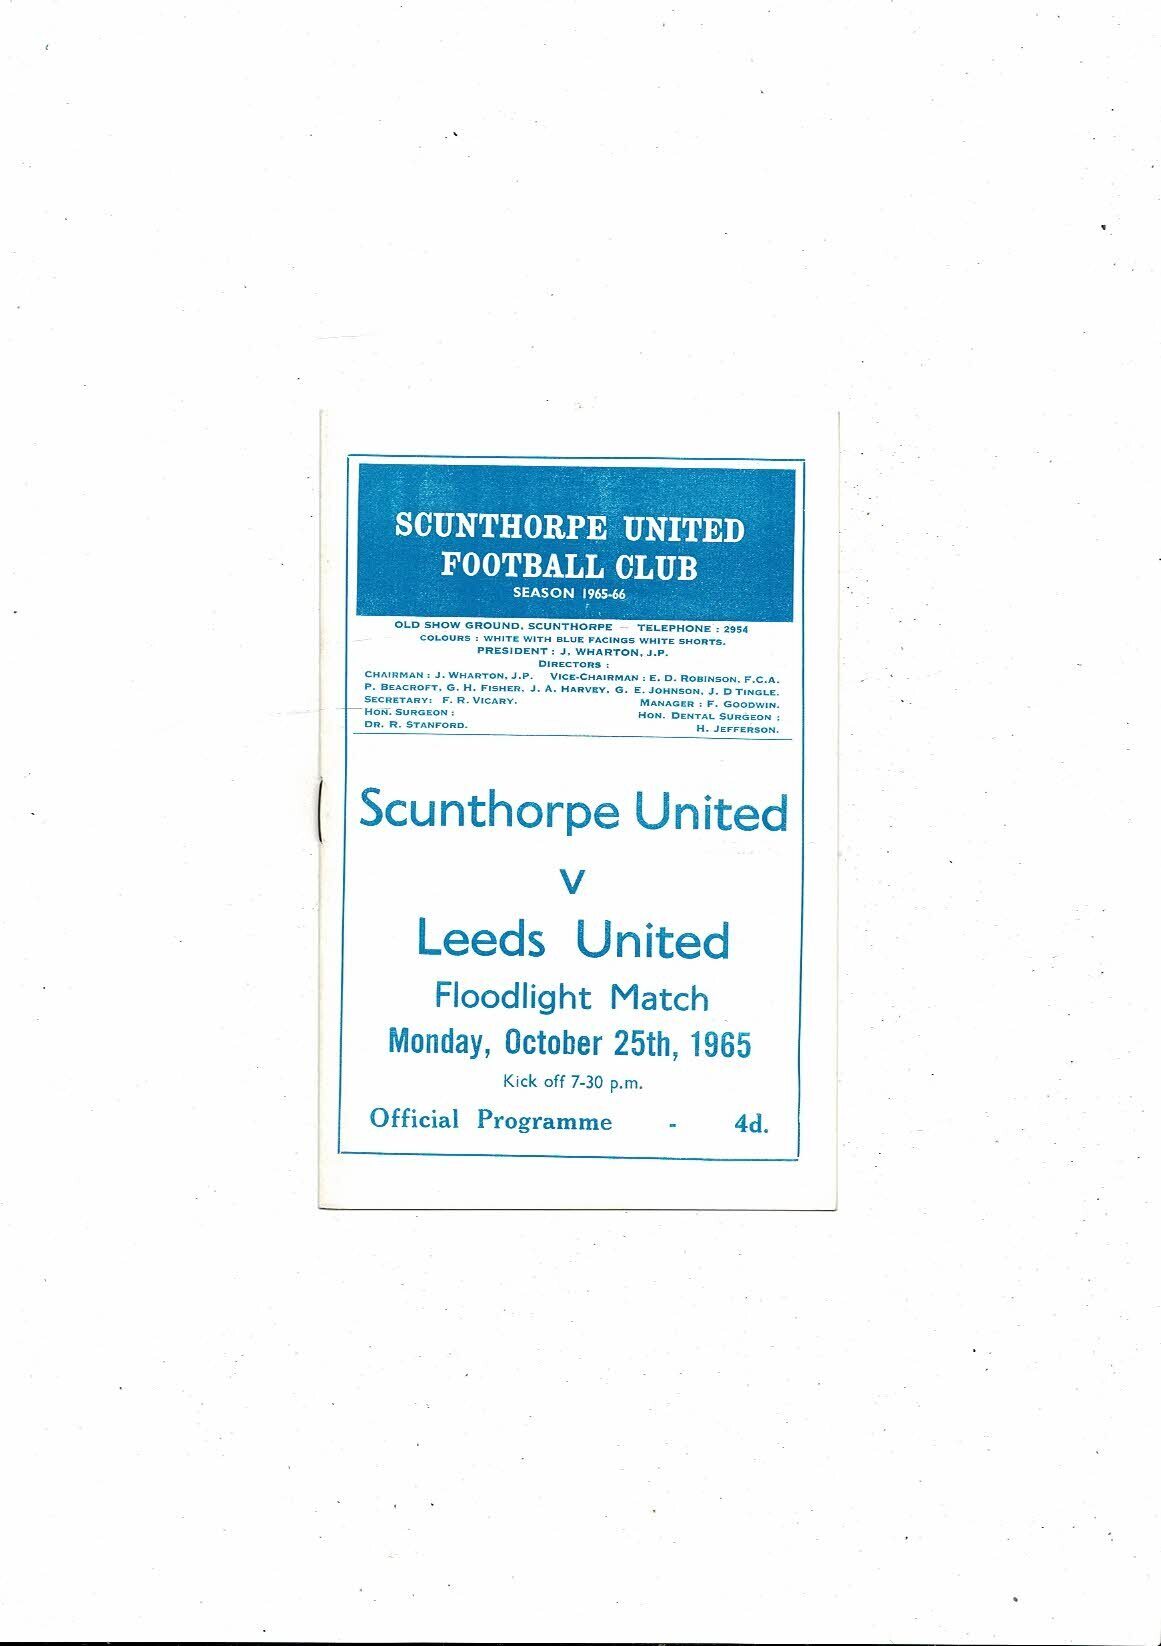 SCUNTHORPE UNITED
FOOTBALL CLUB
SEASON 1965-66
OLD SHOW GROUND, SCUNTHORPE — TELEPHONE : 2954
COLOURS : WHITE WITH BLUE FACINGS WHITE SHORTS.
PRESIDENT : J. WHARTON, J.P.
DIRECTORS :
CHAIRMAN : J. WHARTON, J.P. VICE-CHAIRMAN : E. D. ROBINSON, F.C.A.
P. BEACROFT, G. H. FISHER, J. A. HARVEY, G. E. JOHNSON, J. D TINGLE.
SECRETARY: F. R. VICARY. MANAGER : F. GOODWIN.
HON. SURGEON : HON. DENTAL SURGEON :
DR. R. STANFORD. H. JEFFERSON.
Scunthorpe United
v
Leeds United
Floodlight Match
Monday, October 25th, 1965
Kick off 7-30 p.m.
Official Programme - 4d.